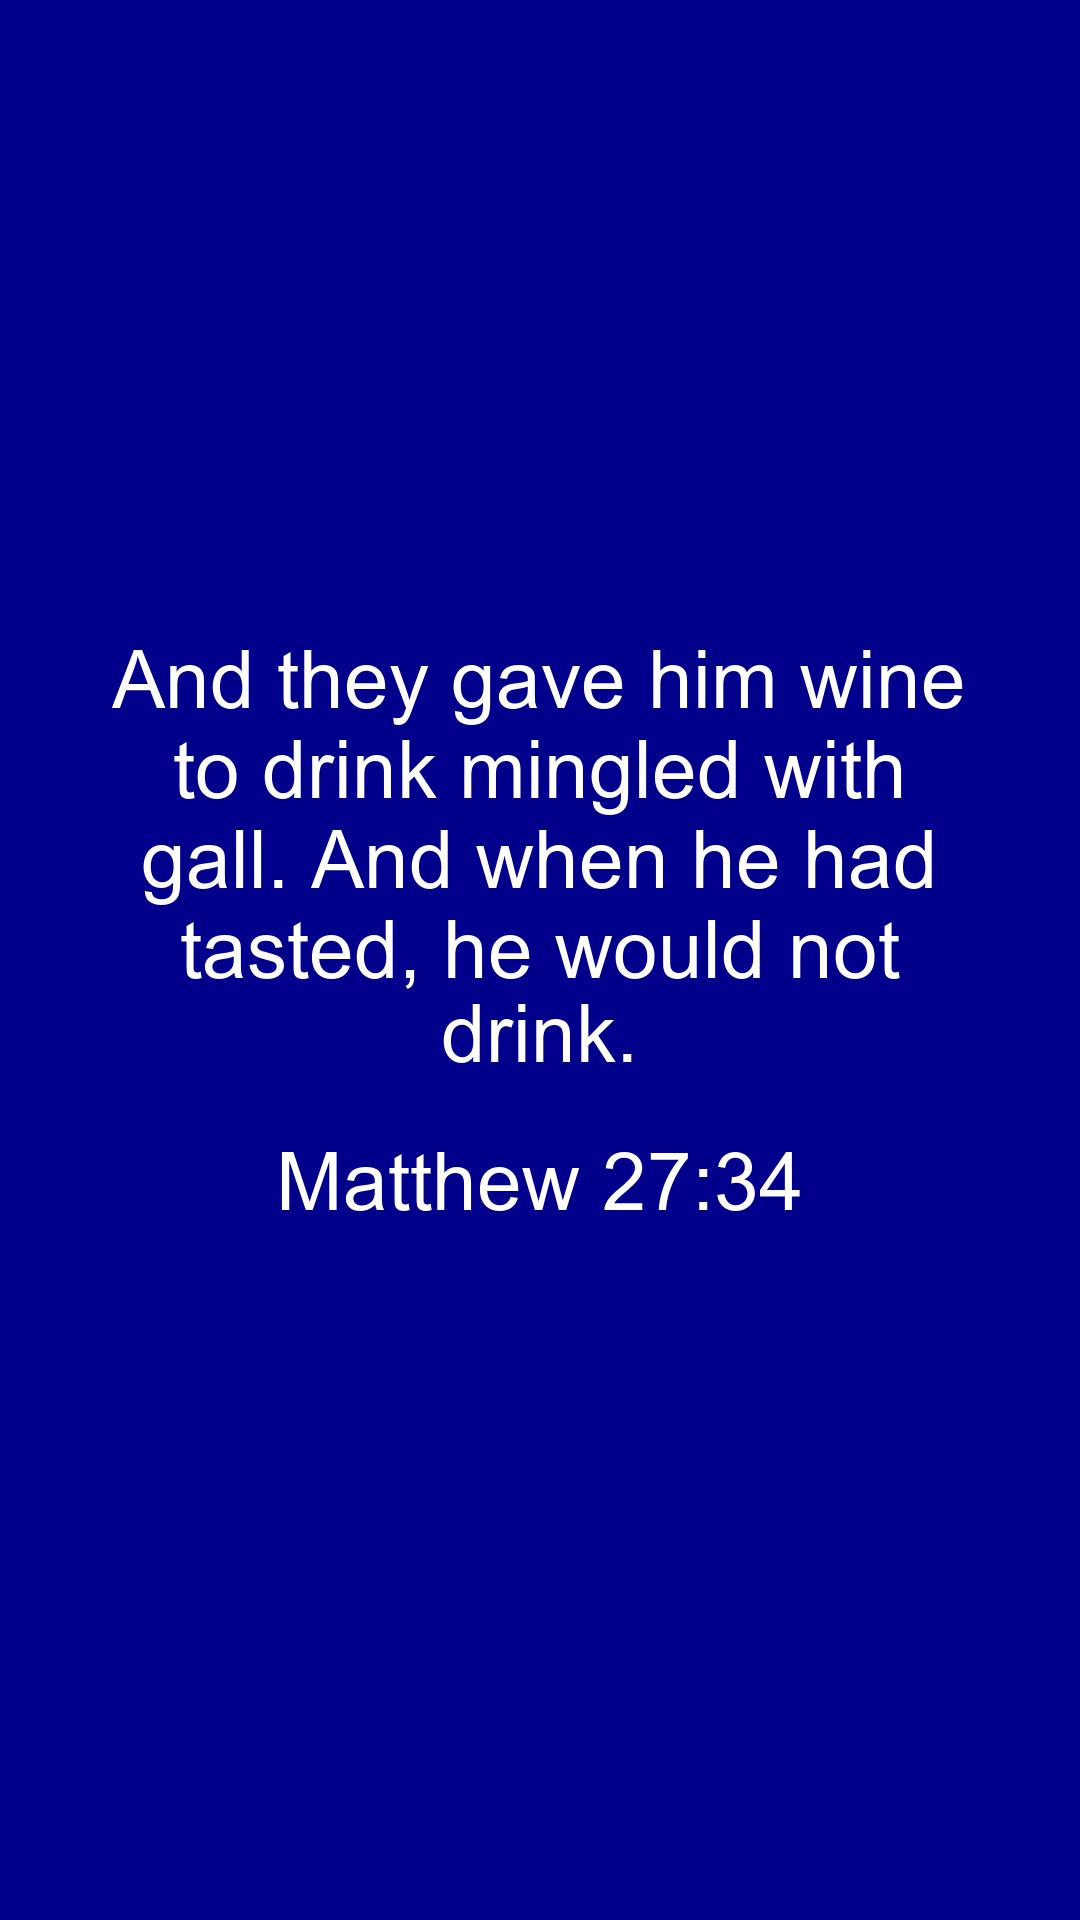 And they gave him wine
to drink mingled with
gall. And when he had
tasted, he would not
drink.
Matthew 27:34